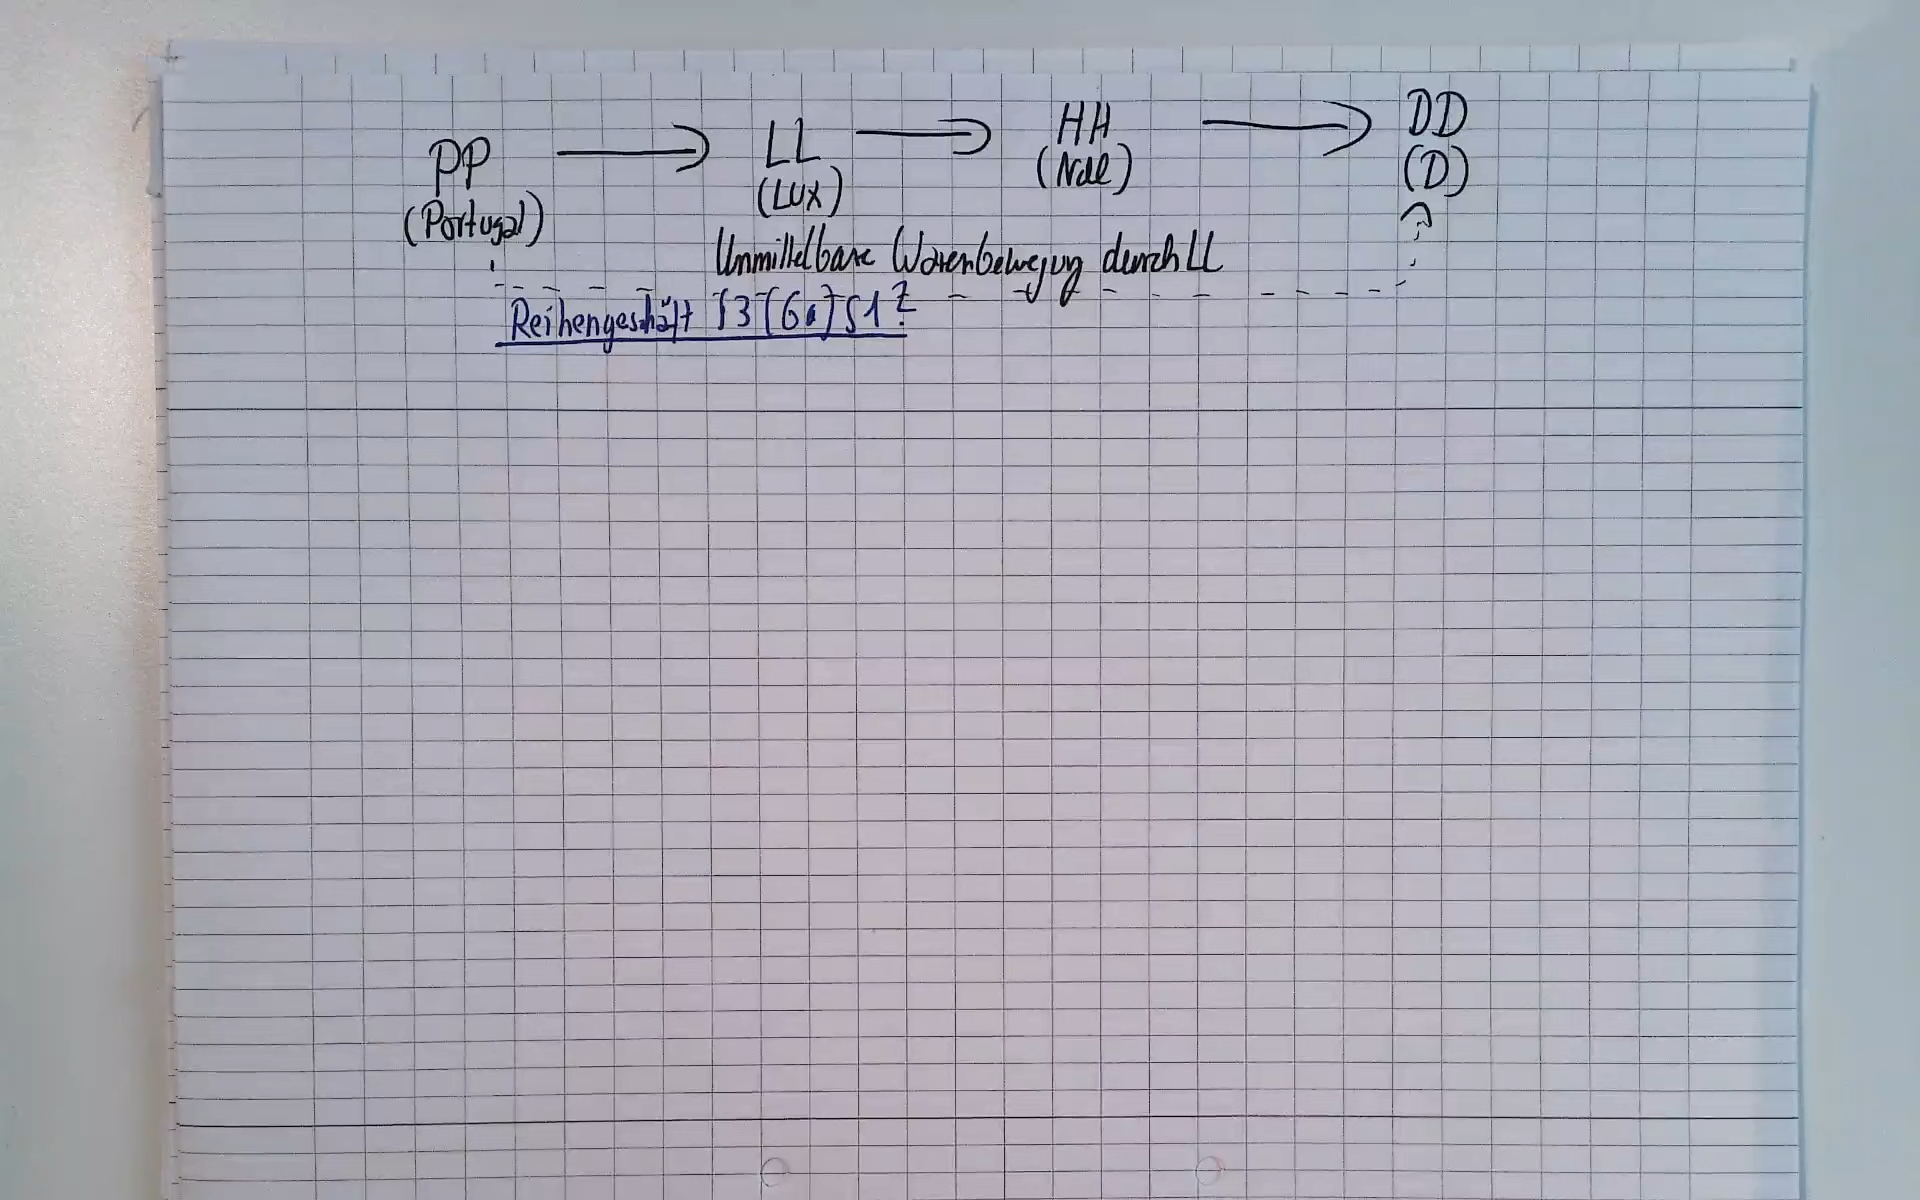 PP → LL → HH → DD
(Portugal) (LUX) (Ndl) (D)
Unmittelbare Warenbewegung durch LL
Reihengeschäft §3(6a)S1?